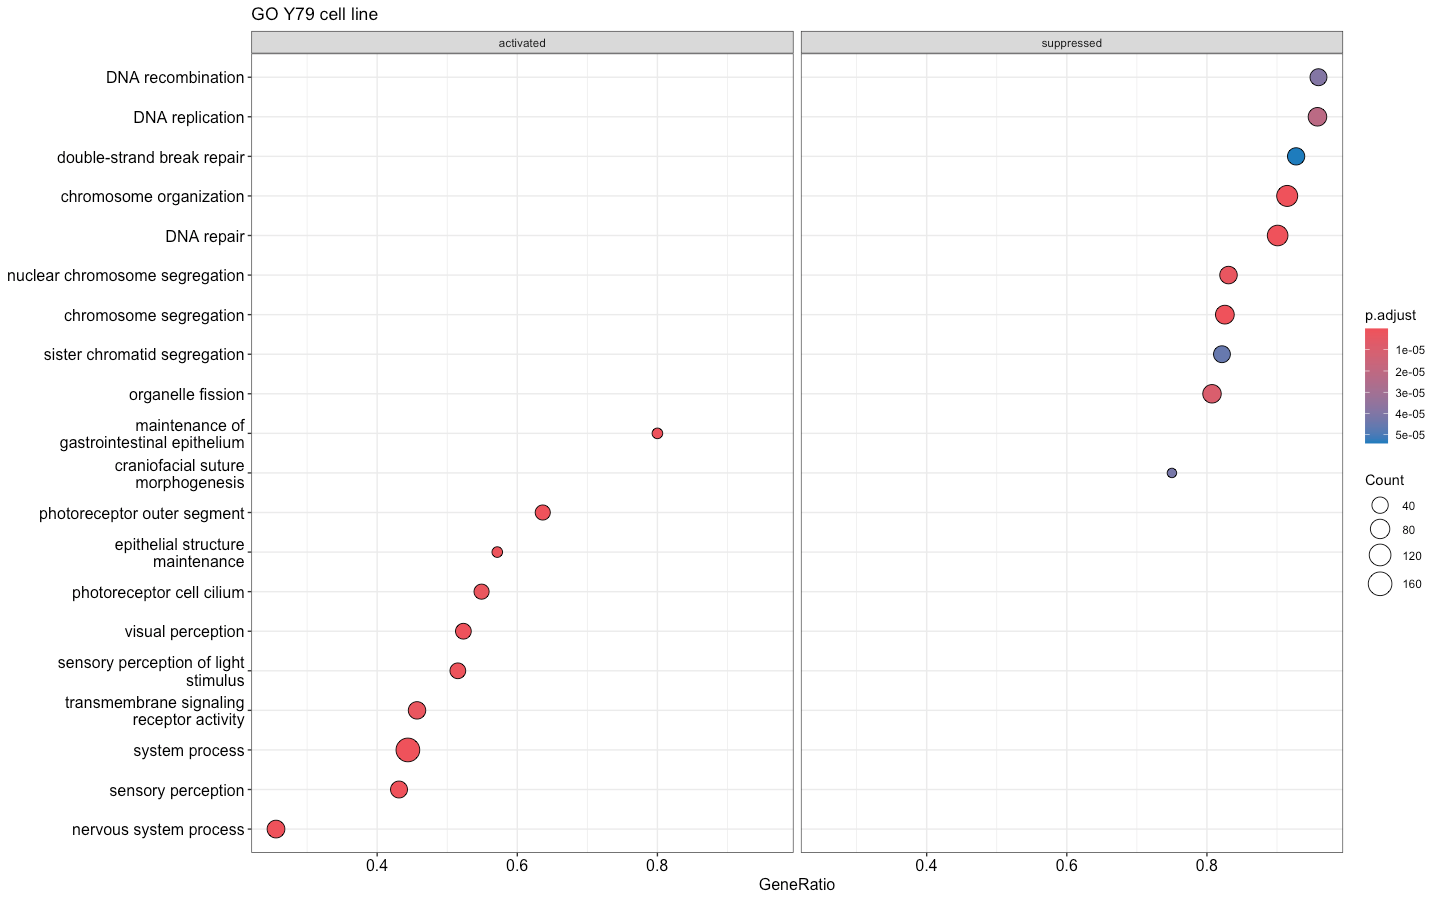 GO Y79 cell line
activated
suppressed
DNA recombination
DNA replication
double-strand break repair
chromosome organization
DNA repair
nuclear chromosome segregation
chromosome segregation
sister chromatid segregation
organelle fission
maintenance of
gastrointestinal epithelium
craniofacial suture
morphogenesis
photoreceptor outer segment
epithelial structure
maintenance
photoreceptor cell cilium
visual perception
sensory perception of light
stimulus
transmembrane signaling
receptor activity
system process
sensory perception
nervous system process
0.4
0.6
0.8
0.4
0.6
0.8
GeneRatio
p.adjust
1e-05
2e-05
3e-05
4e-05
5e-05
Count
40
80
120
160